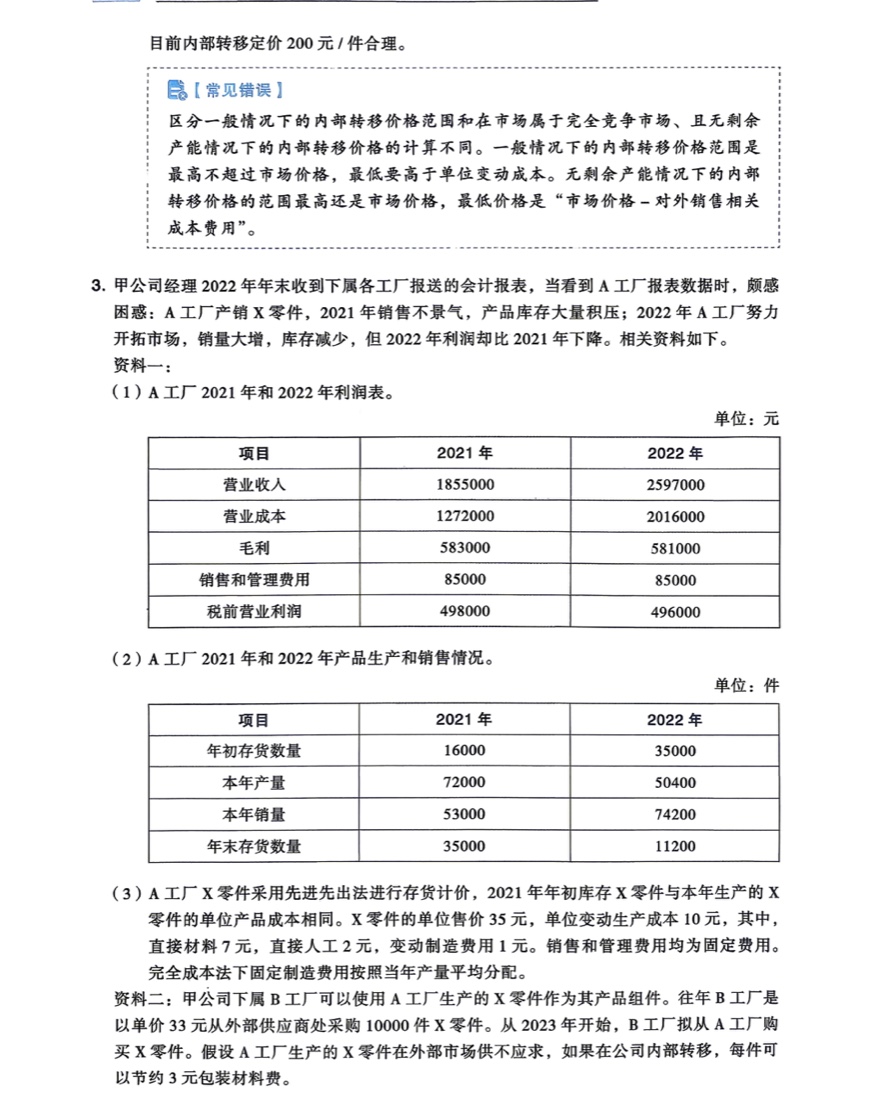 目前内部转移定价 200 元 / 件合理。
【常见错误】
区分一般情况下的内部转移价格范围和在市场属于完全竞争市场、且无剩余
产能情况下的内部转移价格的计算不同。一般情况下的内部转移价格范围是
最高不超过市场价格，最低要高于单位变动成本。无剩余产能情况下的内部
转移价格的范围最高还是市场价格，最低价格是“市场价格 – 对外销售相关
成本费用”。
3. 甲公司经理 2022 年年末收到下属各工厂报送的会计报表，当看到 A 工厂报表数据时，颇感
困惑：A 工厂产销 X 零件，2021 年销售不景气，产品库存大量积压；2022 年 A 工厂努力
开拓市场，销量大增，库存减少，但 2022 年利润却比 2021 年下降。相关资料如下。
资料一：
（1）A 工厂 2021 年和 2022 年利润表。
单位：元
项目 2021 年 2022 年
营业收入 1855000 2597000
营业成本 1272000 2016000
毛利 583000 581000
销售和管理费用 85000 85000
税前营业利润 498000 496000
（2）A 工厂 2021 年和 2022 年产品生产和销售情况。
单位：件
项目 2021 年 2022 年
年初存货数量 16000 35000
本年产量 72000 50400
本年销量 53000 74200
年末存货数量 35000 11200
（3）A 工厂 X 零件采用先进先出法进行存货计价，2021 年年初库存 X 零件与本年生产的 X
零件的单位产品成本相同。X 零件的单位售价 35 元，单位变动生产成本 10 元，其中，
直接材料 7 元，直接人工 2 元，变动制造费用 1 元。销售和管理费用均为固定费用。
完全成本法下固定制造费用按照当年产量平均分配。
资料二：甲公司下属 B 工厂可以使用 A 工厂生产的 X 零件作为其产品组件。往年 B 工厂是
以单价 33 元从外部供应商处采购 10000 件 X 零件。从 2023 年开始，B 工厂拟从 A 工厂购
买 X 零件。假设 A 工厂生产的 X 零件在外部市场供不应求，如果在公司内部转移，每件可
以节约 3 元包装材料费。